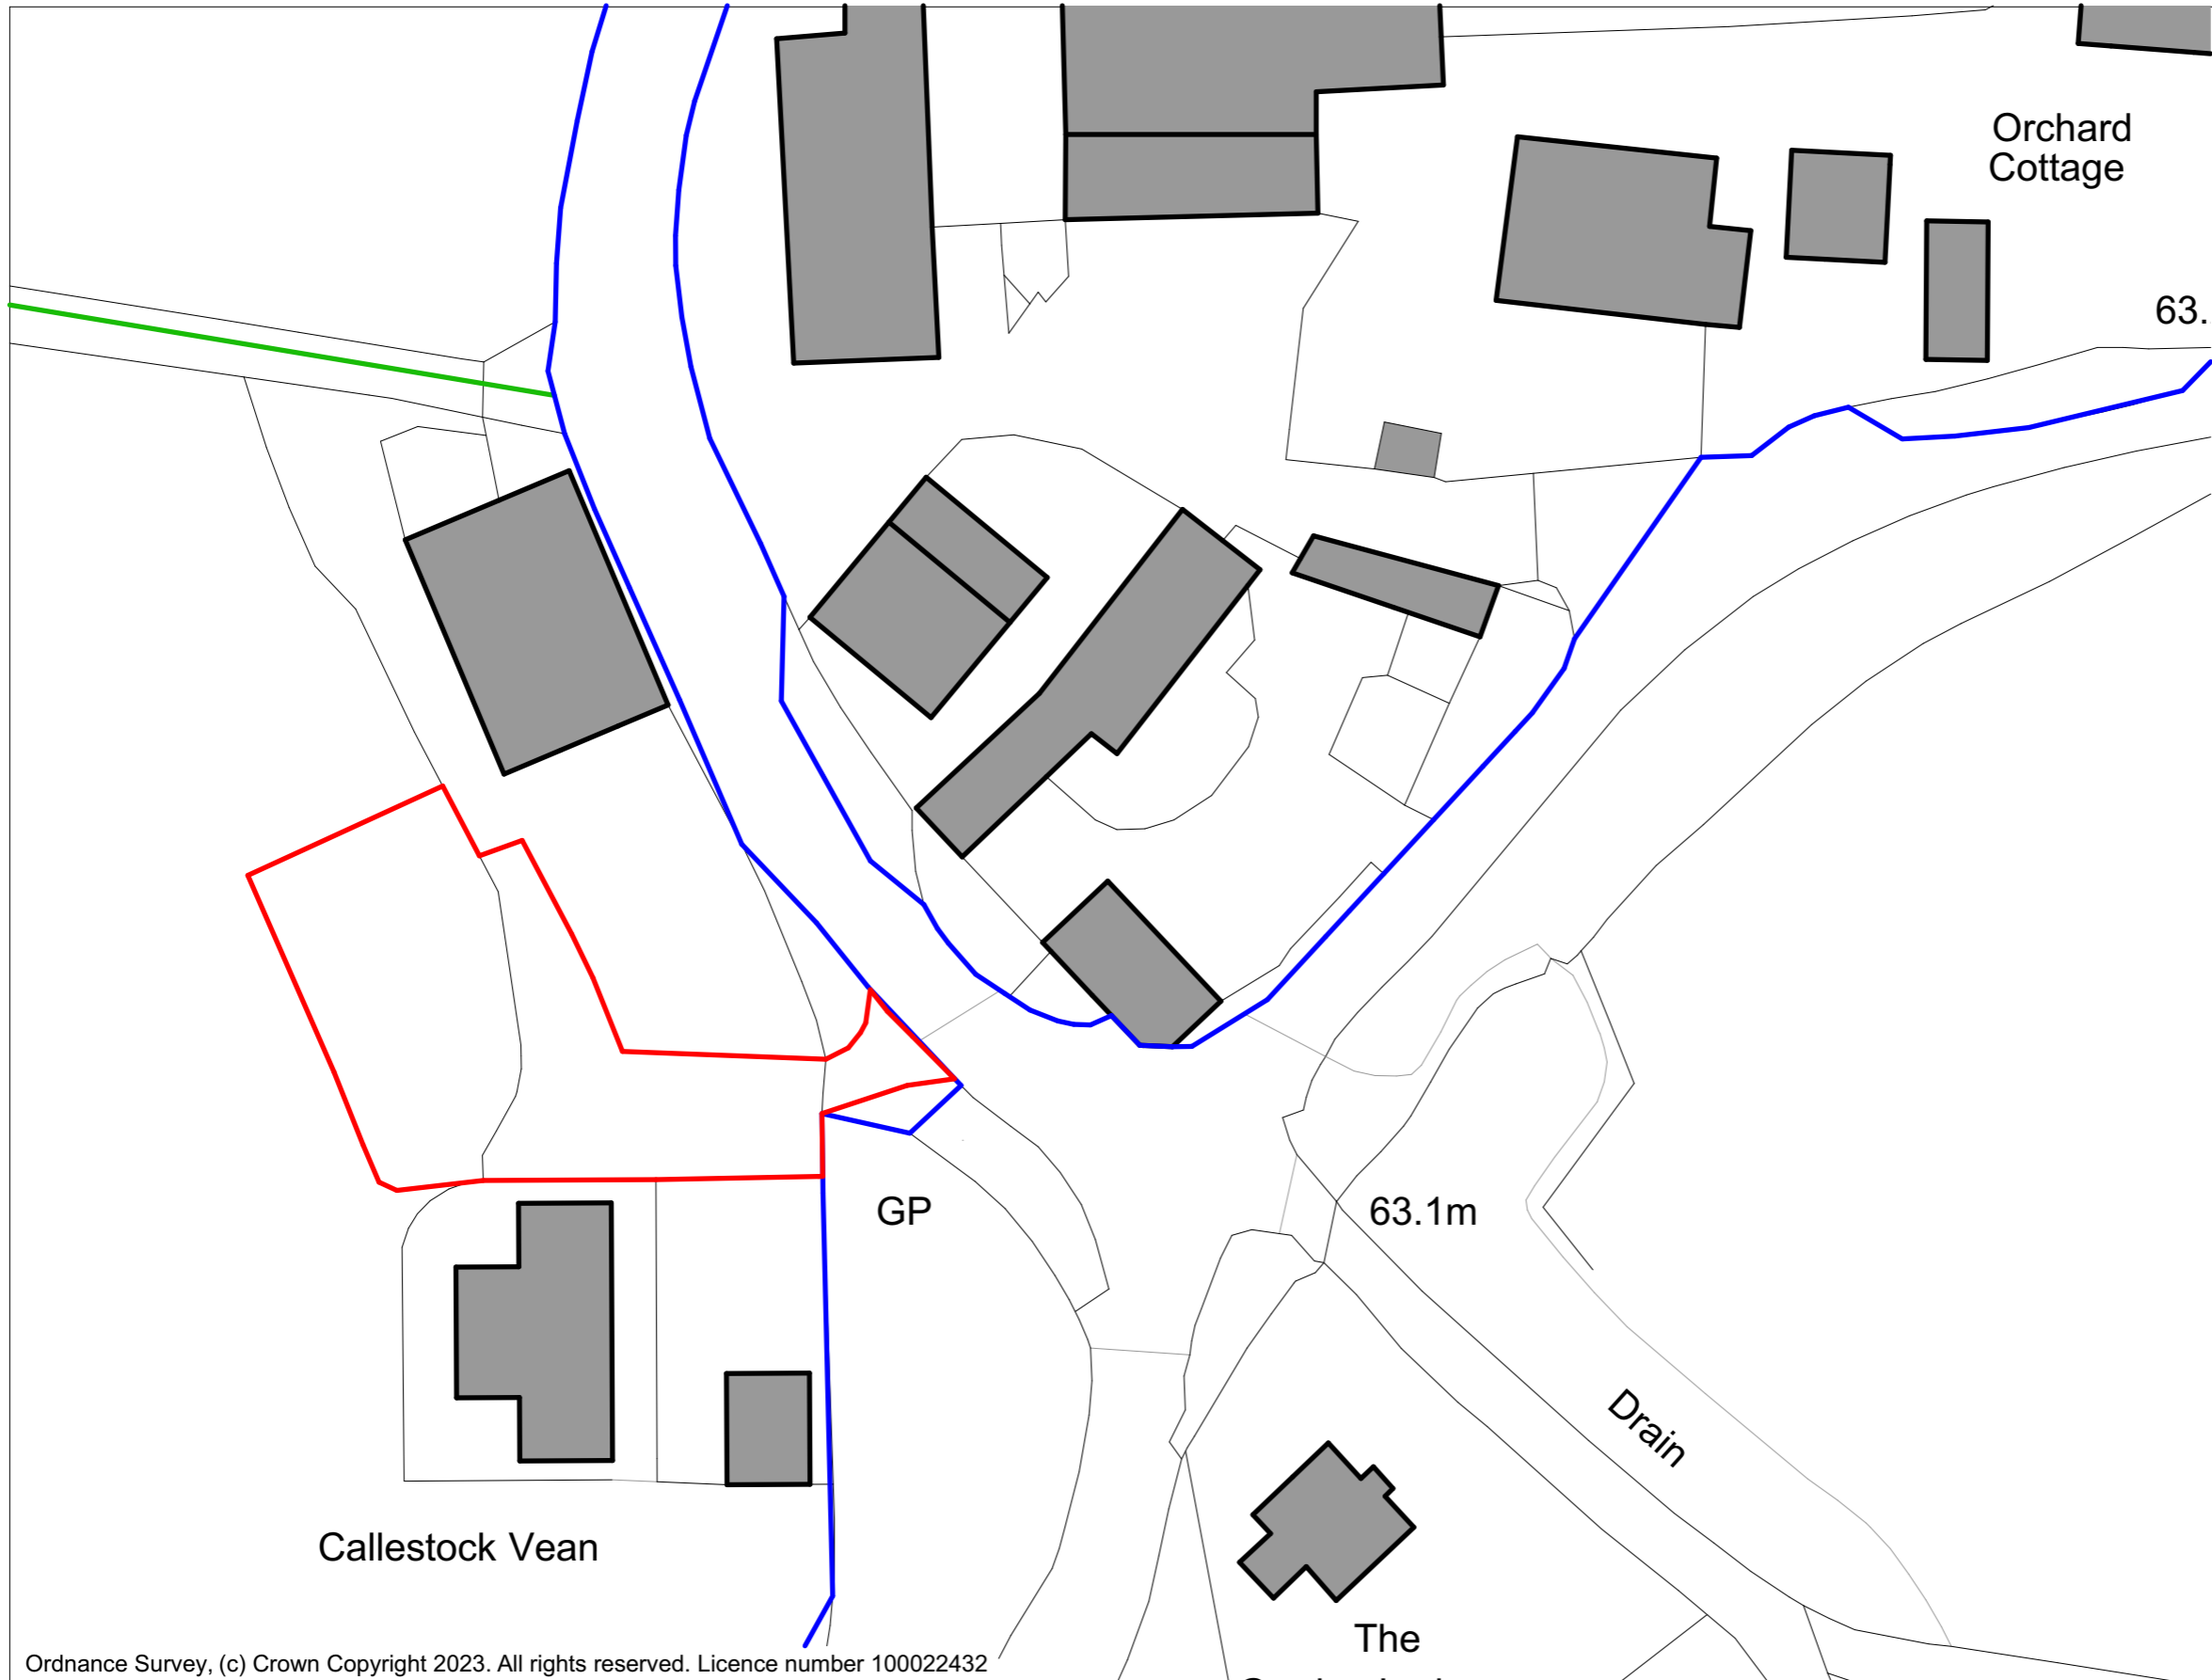 Orchard
Cottage
63.
GP
63.1m
Drain
Callestock Vean
The
Ordnance Survey, (c) Crown Copyright 2023. All rights reserved. Licence number 100022432